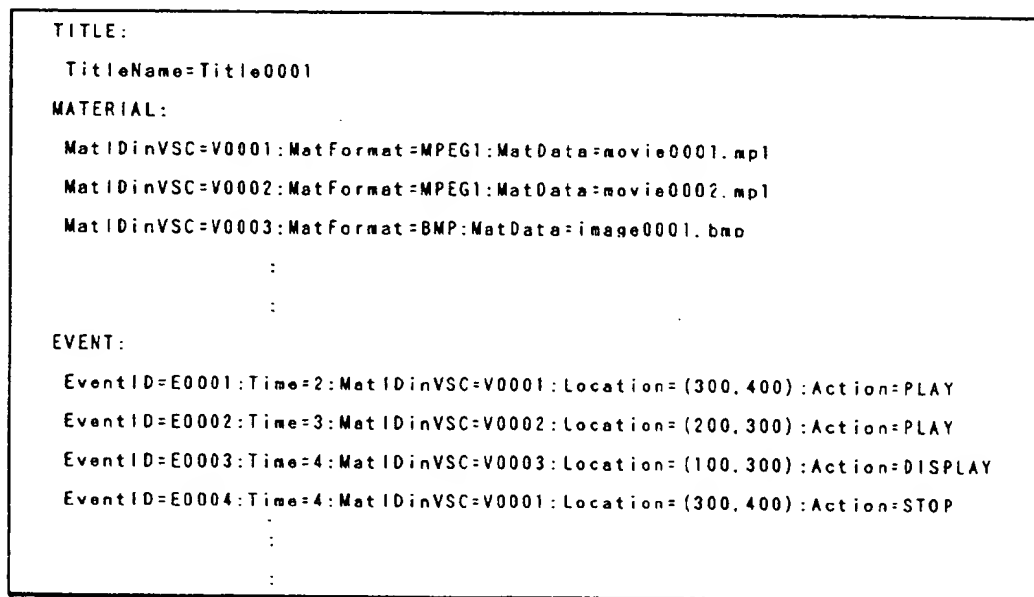 TITLE:
TitleName=Title0001
MATERIAL:
MatIDinVSC=V0001:MatFormat=MPEG1:MatData=movie0001.mp1
MatIDinVSC=V0002:MatFormat=MPEG1:MatData=movie0002.mp1
MatIDinVSC=V0003:MatFormat=BMP:MatData=image0001.bmp
:
:
EVENT:
EventID=E0001:Time=2:MatIDinVSC=V0001:Location=(300,400):Action=PLAY
EventID=E0002:Time=3:MatIDinVSC=V0002:Location=(200,300):Action=PLAY
EventID=E0003:Time=4:MatIDinVSC=V0003:Location=(100,300):Action=DISPLAY
EventID=E0004:Time=4:MatIDinVSC=V0001:Location=(300,400):Action=STOP
:
: